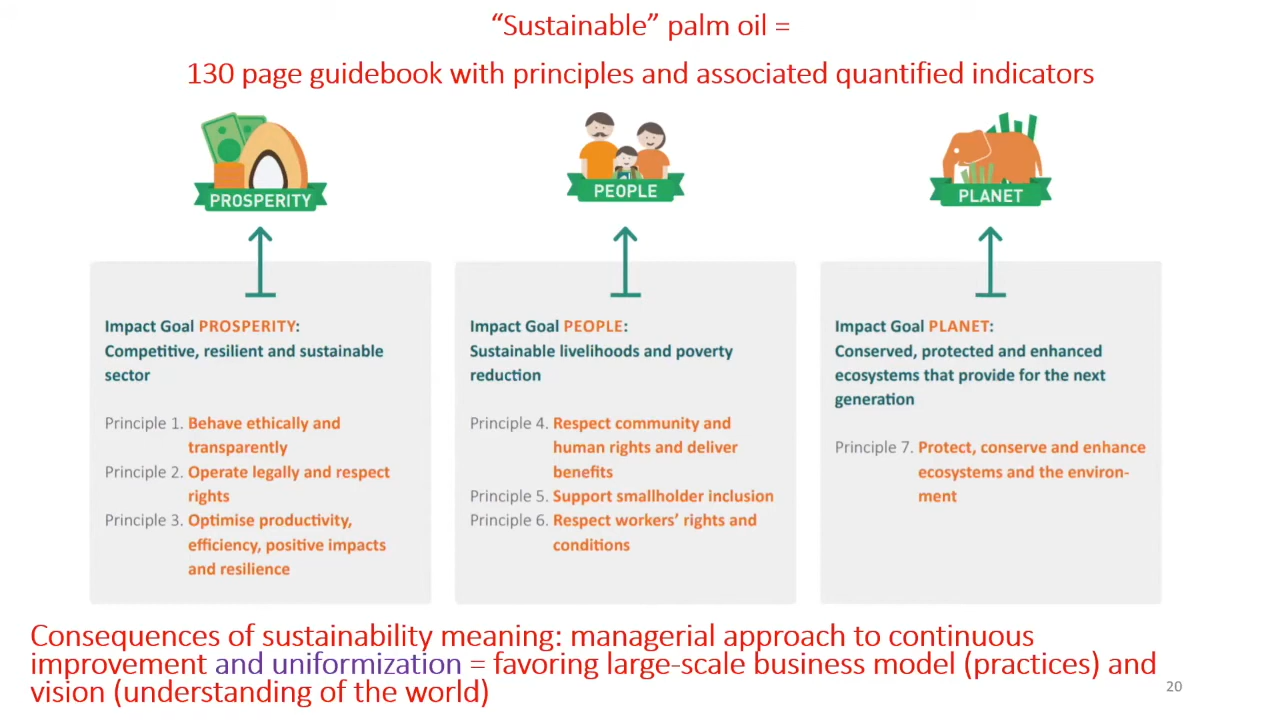 “Sustainable” palm oil =
130 page guidebook with principles and associated quantified indicators
PROSPERITY
PEOPLE
PLANET
Impact Goal PROSPERITY:
Competitive, resilient and sustainable
sector
Principle 1. Behave ethically and
transparently
Principle 2. Operate legally and respect
rights
Principle 3. Optimise productivity,
efficiency, positive impacts
and resilience
Impact Goal PEOPLE:
Sustainable livelihoods and poverty
reduction
Principle 4. Respect community and
human rights and deliver
benefits
Principle 5. Support smallholder inclusion
Principle 6. Respect workers’ rights and
conditions
Impact Goal PLANET:
Conserved, protected and enhanced
ecosystems that provide for the next
generation
Principle 7. Protect, conserve and enhance
ecosystems and the environ-
ment
Consequences of sustainability meaning: managerial approach to continuous
improvement and uniformization = favoring large-scale business model (practices) and
vision (understanding of the world)
20